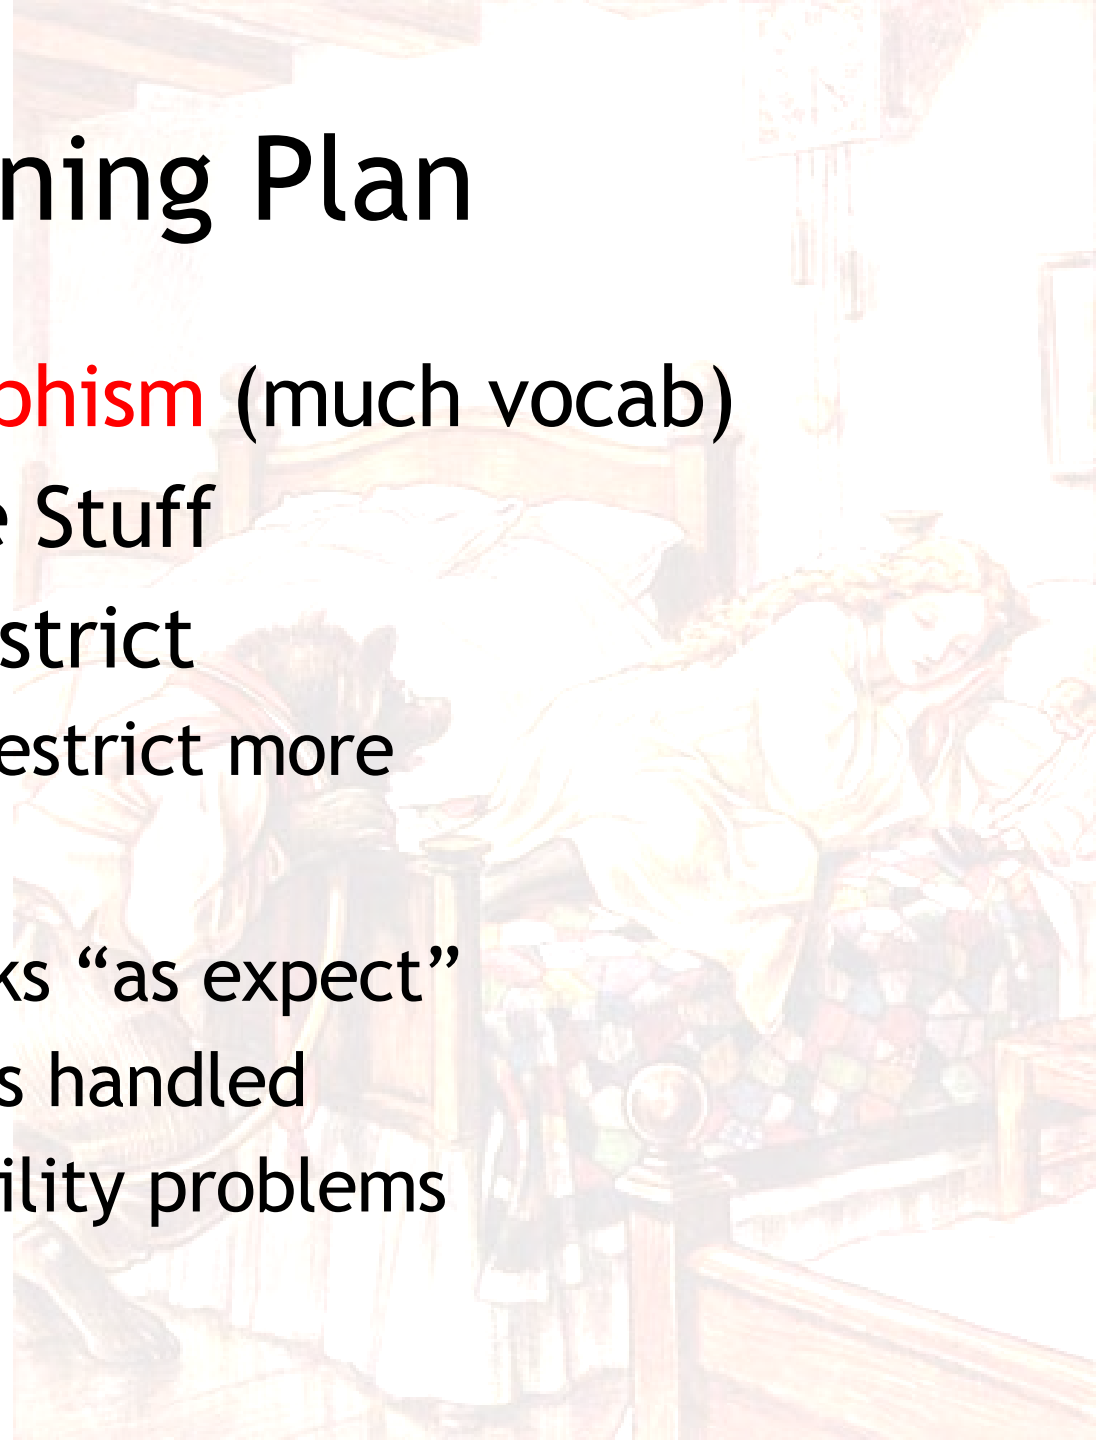 ning Plan
phism (much vocab)
e Stuff
strict
estrict more
ks “as expect”
s handled
ility problems